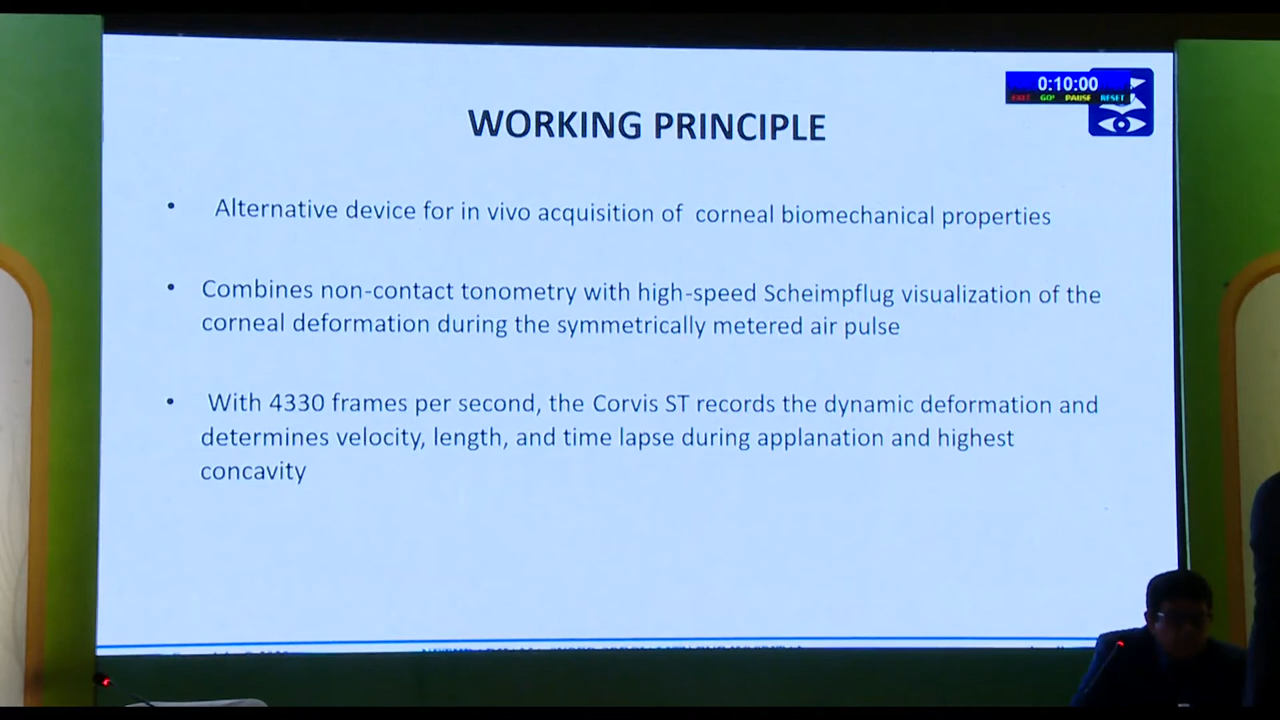 0:10:00
EXIT GO! PAUSE RESET
WORKING PRINCIPLE
• Alternative device for in vivo acquisition of corneal biomechanical properties
• Combines non-contact tonometry with high-speed Scheimpflug visualization of the
corneal deformation during the symmetrically metered air pulse
• With 4330 frames per second, the Corvis ST records the dynamic deformation and
determines velocity, length, and time lapse during applanation and highest
concavity